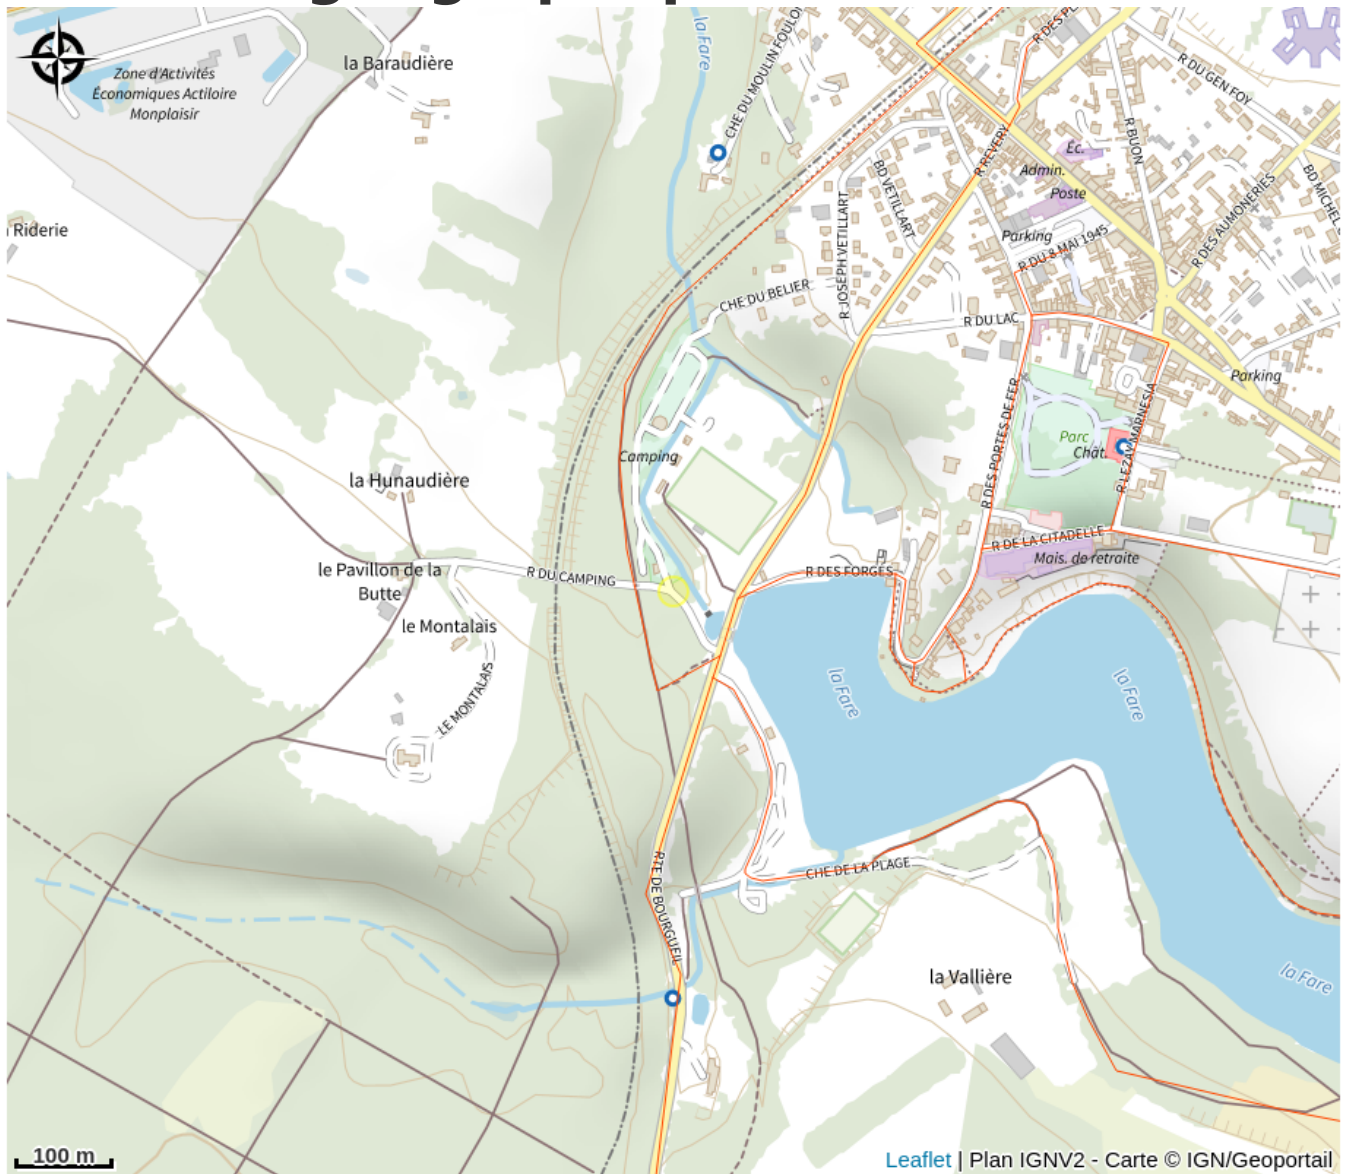 la Fare
CHE DU MOULIN FOULON
R DU GEN FOY
la Baraudière
Zone d'Activités
Économiques Actiloire
Monplaisir
R BUON
R REVERY
Éc.
Admin.
Poste
BD VETILLART
R JOSEPH VETILLART
R DES AUMONERIES
Parking
R DU 8 MAI 1945
Riderie
CHE DU BELIER
R DU LAC
Parking
R DES PORTES DE FER
R LEZAY MARNESIA
Parc
Chât.
Camping
la Hunaudière
R DE LA CITADELLE
Mais. de retraite
le Pavillon de la
Butte
R DU CAMPING
R DES FORGES
le Montalais
LE MONTALAIS
la Fare
la Fare
RTE DE BOURGUEIL
CHE DE LA PLAGE
la Vallière
la Fare
100 m
Leaflet | Plan IGNV2 - Carte © IGN/Geoportail